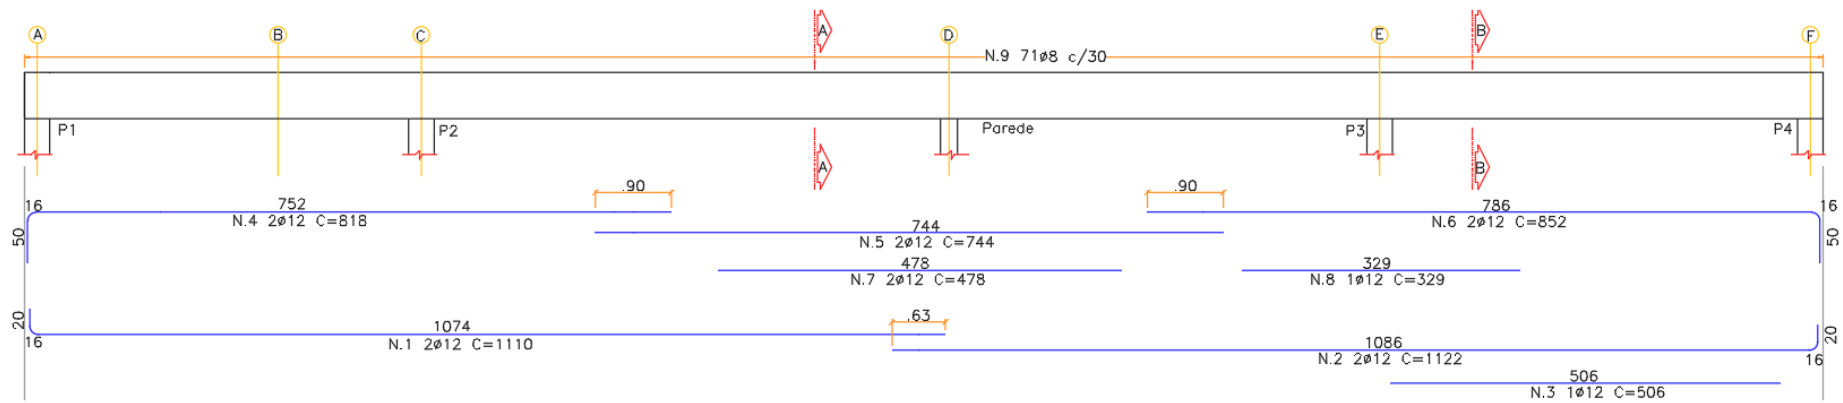 A B C A D E B F
N.9 71ø8 c/30
P1 P2 Parede P3 P4
A B
.90 .90
16 752 786 16
N.4 2ø12 C=818 N.6 2ø12 C=852
50 744 50
N.5 2ø12 C=744
478 329
N.7 2ø12 C=478 N.8 1ø12 C=329
20 1074 .63 20
16 N.1 2ø12 C=1110 1086
N.2 2ø12 C=1122 16
506
N.3 1ø12 C=506